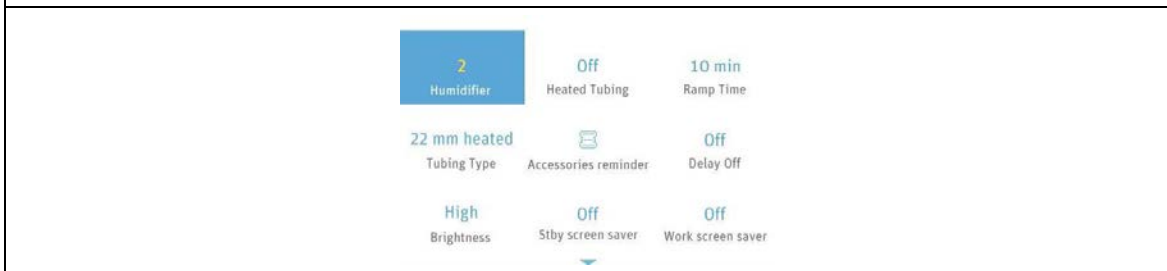 2 Off 10 min
Humidifier Heated Tubing Ramp Time
22 mm heated Off
Tubing Type Accessories reminder Delay Off
High Off Off
Brightness Stby screen saver Work screen saver